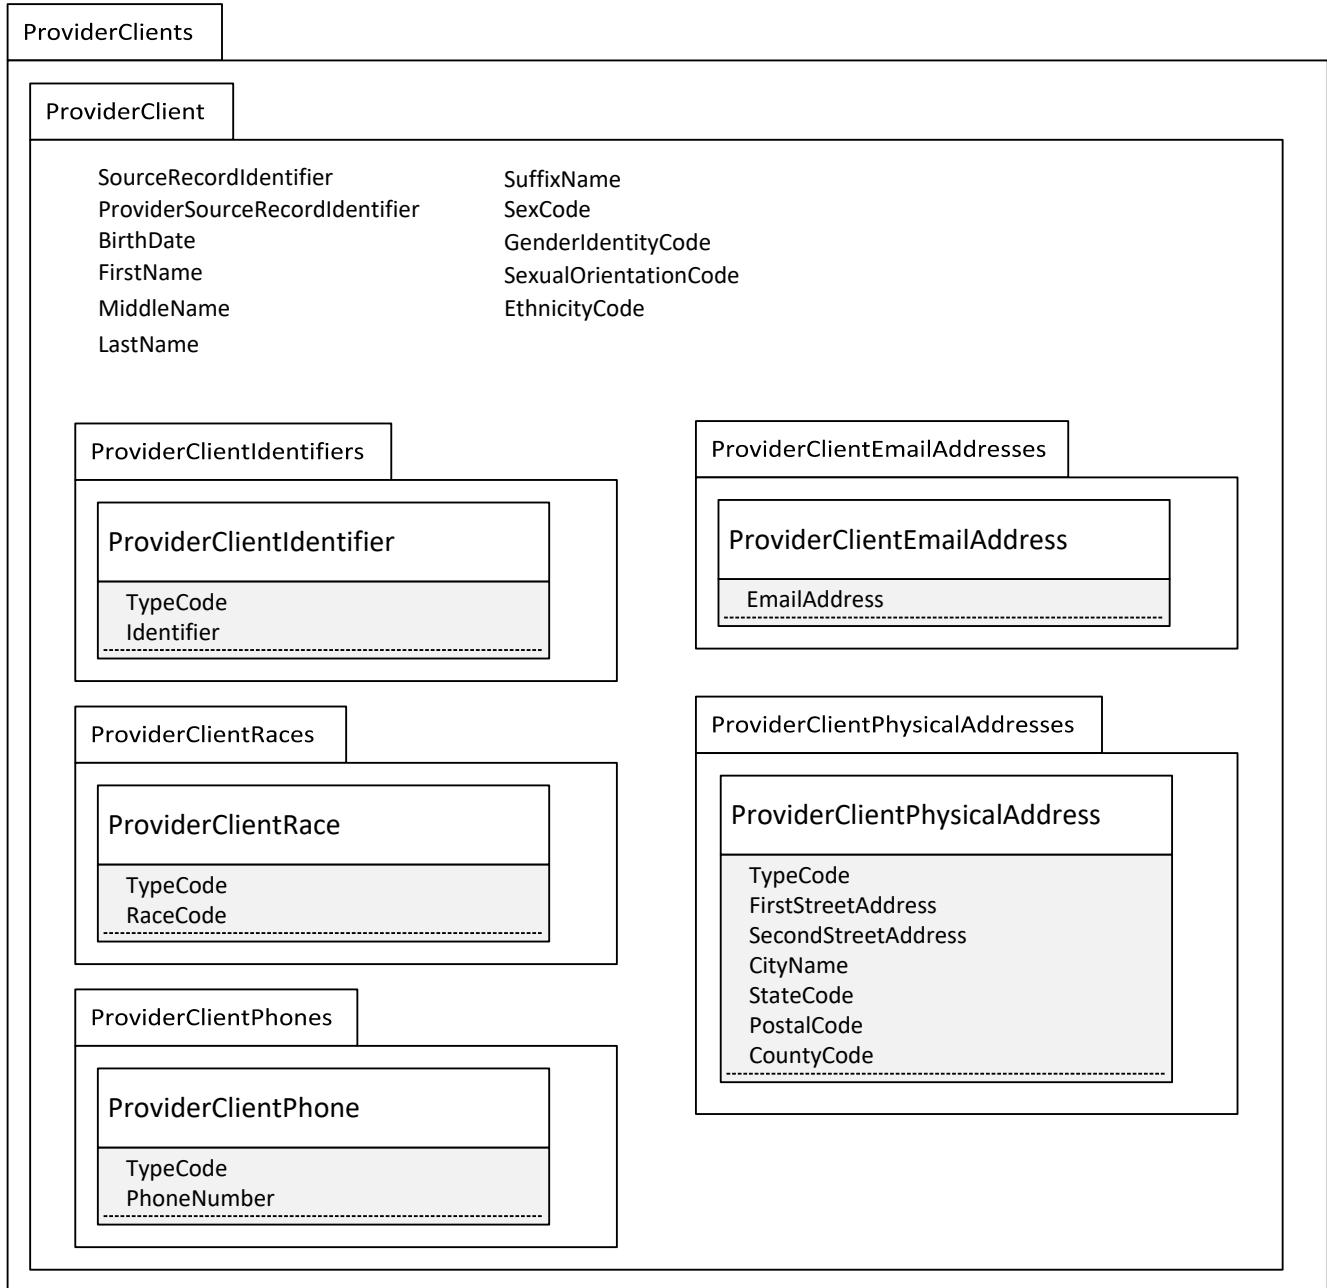 ProviderClients
ProviderClient
SourceRecordIdentifier
ProviderSourceRecordIdentifier
BirthDate
FirstName
MiddleName
LastName
SuffixName
SexCode
GenderIdentityCode
SexualOrientationCode
EthnicityCode
ProviderClientIdentifiers
ProviderClientIdentifier
TypeCode
Identifier
ProviderClientRaces
ProviderClientRace
TypeCode
RaceCode
ProviderClientPhones
ProviderClientPhone
TypeCode
PhoneNumber
ProviderClientEmailAddresses
ProviderClientEmailAddress
EmailAddress
ProviderClientPhysicalAddresses
ProviderClientPhysicalAddress
TypeCode
FirstStreetAddress
SecondStreetAddress
CityName
StateCode
PostalCode
CountyCode